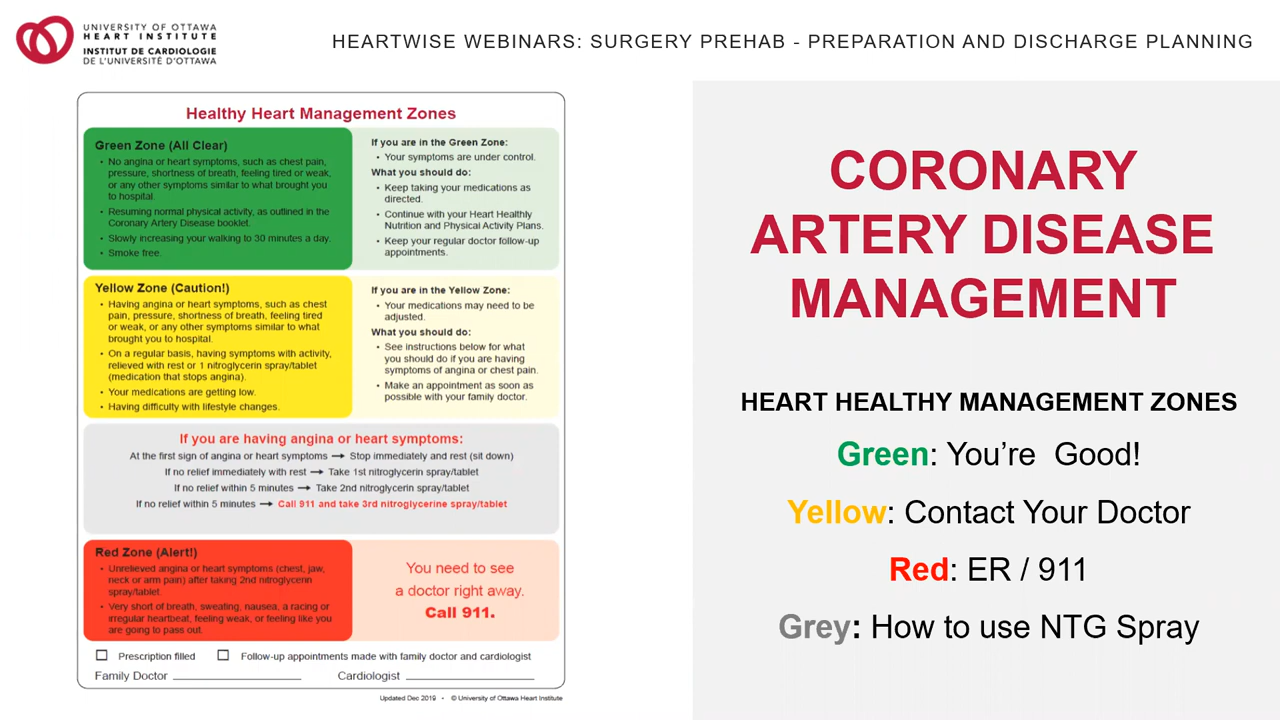 UNIVERSITY OF OTTAWA
HEART INSTITUTE
INSTITUT DE CARDIOLOGIE
DE L'UNIVERSITÉ D'OTTAWA
HEARTWISE WEBINARS: SURGERY PREHAB - PREPARATION AND DISCHARGE PLANNING
Healthy Heart Management Zones
Green Zone (All Clear)
• No angina or heart symptoms, such as chest pain,
pressure, shortness of breath, feeling tired or weak,
or any other symptoms similar to what brought you
to hospital.
• Resuming normal physical activity, as outlined in the
Coronary Artery Disease booklet.
• Slowly increasing your walking to 30 minutes a day.
• Smoke free.
If you are in the Green Zone:
• Your symptoms are under control.
What you should do:
• Keep taking your medications as
directed.
• Continue with your Heart Healthly
Nutrition and Physical Activity Plans.
• Keep your regular doctor follow-up
appointments.
Yellow Zone (Caution!)
• Having angina or heart symptoms, such as chest
pain, pressure, shortness of breath, feeling tired
or weak, or any other symptoms similar to what
brought you to hospital.
• On a regular basis, having symptoms with activity,
relieved with rest or 1 nitroglycerin spray/tablet
(medication that stops angina).
• Your medications are getting low.
• Having difficulty with lifestyle changes.
If you are in the Yellow Zone:
• Your medications may need to be
adjusted.
What you should do:
• See instructions below for what
you should do if you are having
symptoms of angina or chest pain.
• Make an appointment as soon as
possible with your family doctor.
If you are having angina or heart symptoms:
At the first sign of angina or heart symptoms → Stop immediately and rest (sit down)
If no relief immediately with rest → Take 1st nitroglycerin spray/tablet
If no relief within 5 minutes → Take 2nd nitroglycerin spray/tablet
If no relief within 5 minutes → Call 911 and take 3rd nitroglycerine spray/tablet
Red Zone (Alert!)
• Unrelieved angina or heart symptoms (chest, jaw,
neck or arm pain) after taking 2nd nitroglycerin
spray/tablet.
• Very short of breath, sweating, nausea, a racing or
irregular heartbeat, feeling weak, or feeling like you
are going to pass out.
You need to see
a doctor right away.
Call 911.
☐ Prescription filled ☐ Follow-up appointments made with family doctor and cardiologist
Family Doctor ____________ Cardiologist ____________
Updated Dec 2019 • © University of Ottawa Heart Institute
CORONARY
ARTERY DISEASE
MANAGEMENT
HEART HEALTHY MANAGEMENT ZONES
Green: You're Good!
Yellow: Contact Your Doctor
Red: ER / 911
Grey: How to use NTG Spray